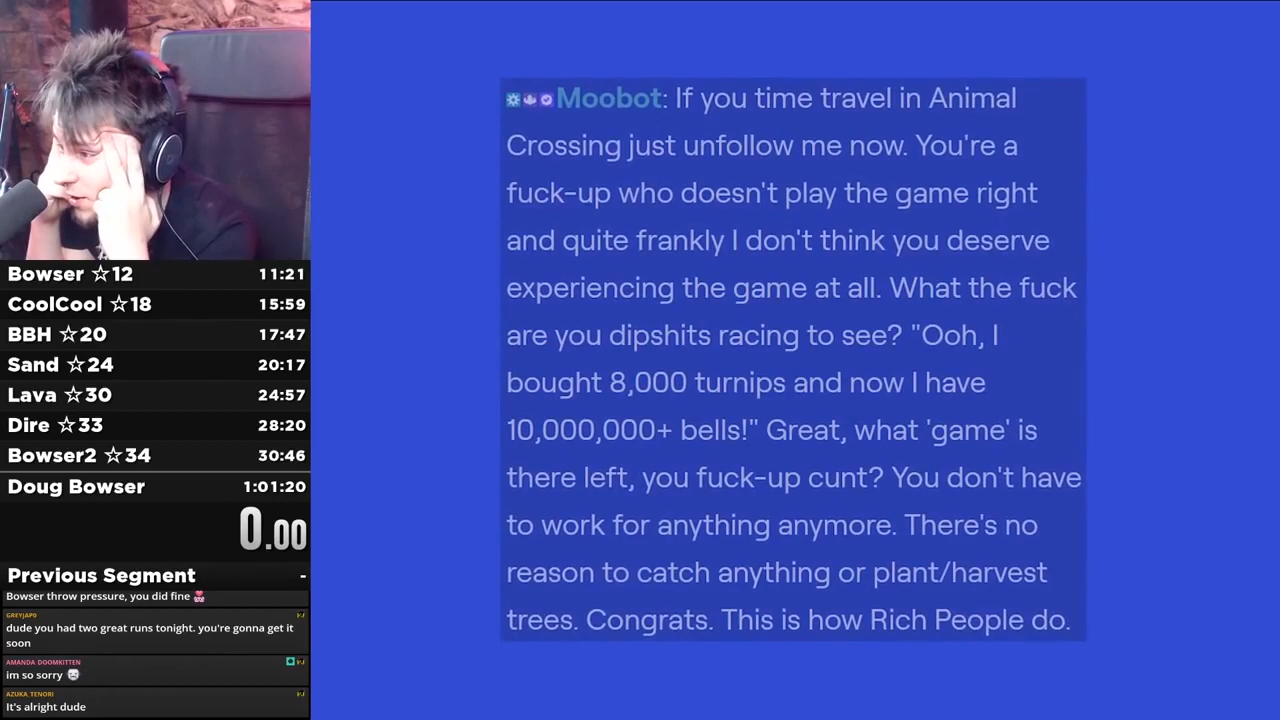 Bowser ☆12 11:21
CoolCool ☆18 15:59
BBH ☆20 17:47
Sand ☆24 20:17
Lava ☆30 24:57
Dire ☆33 28:20
Bowser2 ☆34 30:46
Doug Bowser 1:01:20
0.00
Previous Segment -
Bowser throw pressure, you did fine 💘
GREYJAP0
dude you had two great runs tonight. you're gonna get it
soon
AMANDA DOOMKITTEN
im so sorry
AZUKA_TENORI
It's alright dude
Moobot: If you time travel in Animal
Crossing just unfollow me now. You're a
fuck-up who doesn't play the game right
and quite frankly I don't think you deserve
experiencing the game at all. What the fuck
are you dipshits racing to see? "Ooh, I
bought 8,000 turnips and now I have
10,000,000+ bells!" Great, what 'game' is
there left, you fuck-up cunt? You don't have
to work for anything anymore. There's no
reason to catch anything or plant/harvest
trees. Congrats. This is how Rich People do.